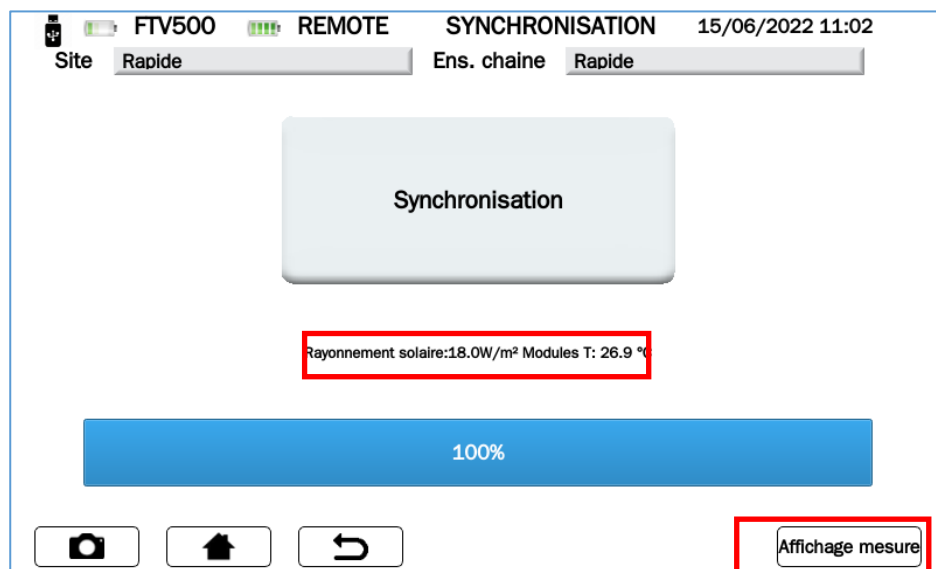 FTV500 REMOTE SYNCHRONISATION 15/06/2022 11:02
Site Rapide Ens. chaine Rapide
Synchronisation
Rayonnement solaire:18.0W/m² Modules T: 26.9 °C
100%
Affichage mesure